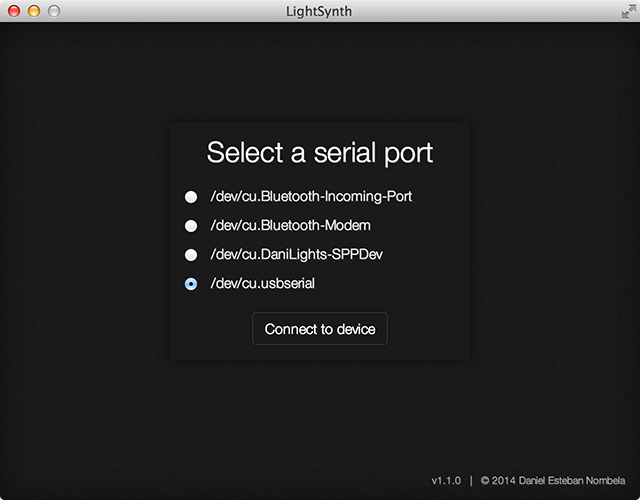 LightSynth
Select a serial port
/dev/cu.Bluetooth-Incoming-Port
/dev/cu.Bluetooth-Modem
/dev/cu.DaniLights-SPPDev
/dev/cu.usbserial
Connect to device
v1.1.0 | © 2014 Daniel Esteban Nombela